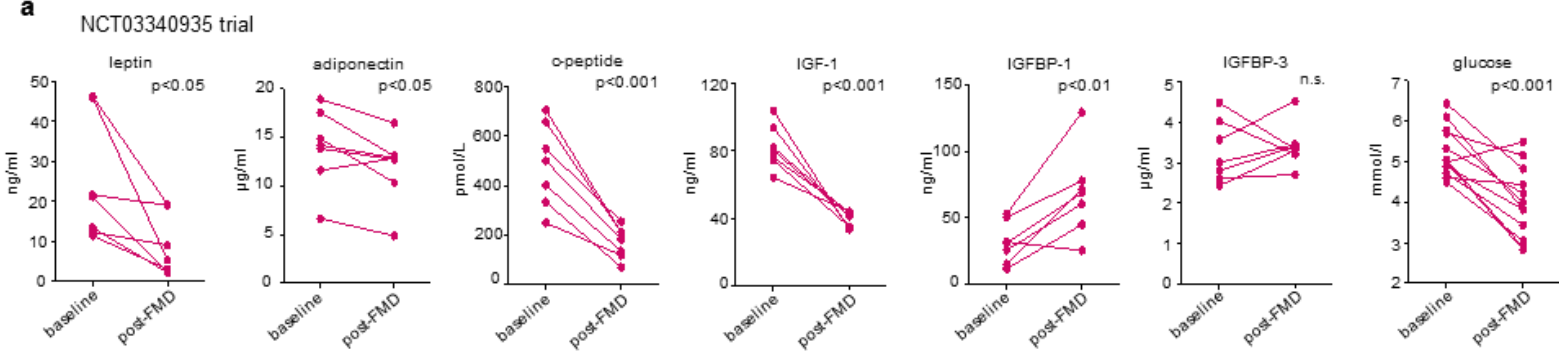 a
NCT03340935 trial
leptin
p<0.05
ng/ml
50
40
30
20
10
0
baseline
post-FMD
adiponectin
p<0.05
µg/ml
20
15
10
5
0
baseline
post-FMD
c-peptide
p<0.001
pmol/L
800
600
400
200
0
baseline
post-FMD
IGF-1
p<0.001
ng/ml
120
80
40
0
baseline
post-FMD
IGFBP-1
p<0.01
ng/ml
150
100
50
0
baseline
post-FMD
IGFBP-3
n.s.
µg/ml
5
4
3
2
1
0
baseline
post-FMD
glucose
p<0.001
mmol/l
7
6
5
4
3
2
baseline
post-FMD